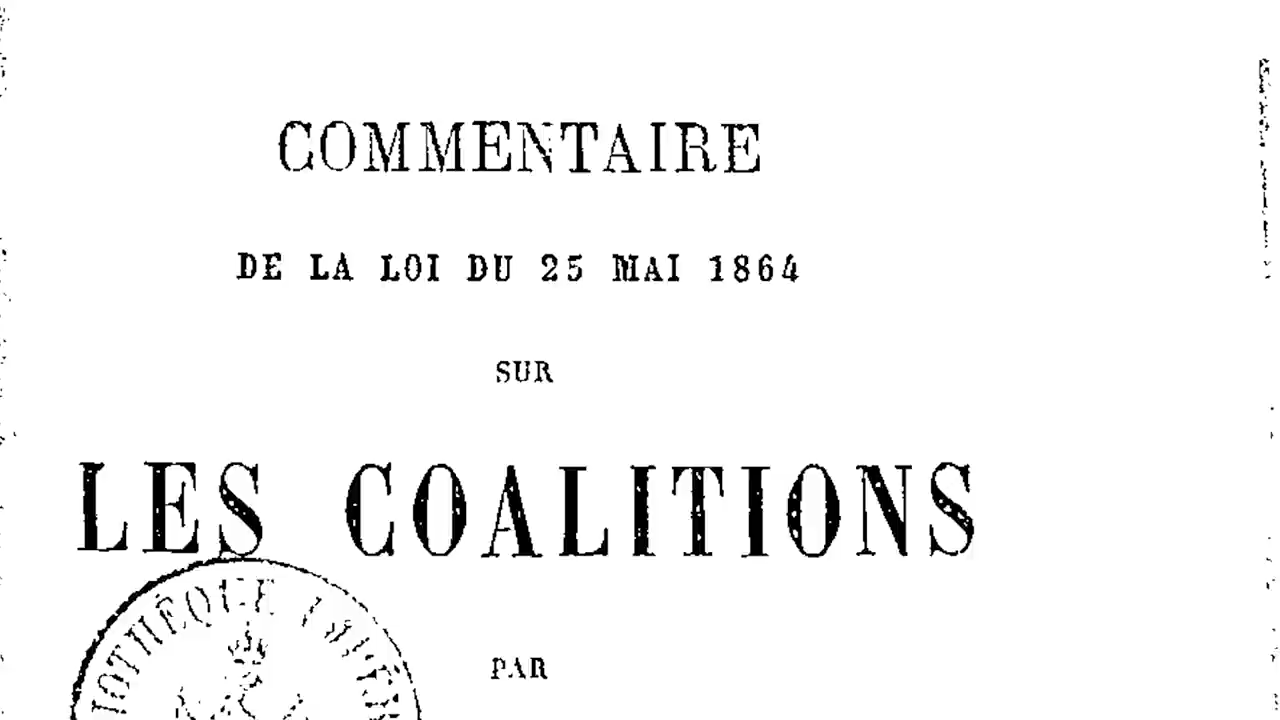 COMMENTAIRE
DE LA LOI DU 25 MAI 1864
SUR
LES COALITIONS
PAR